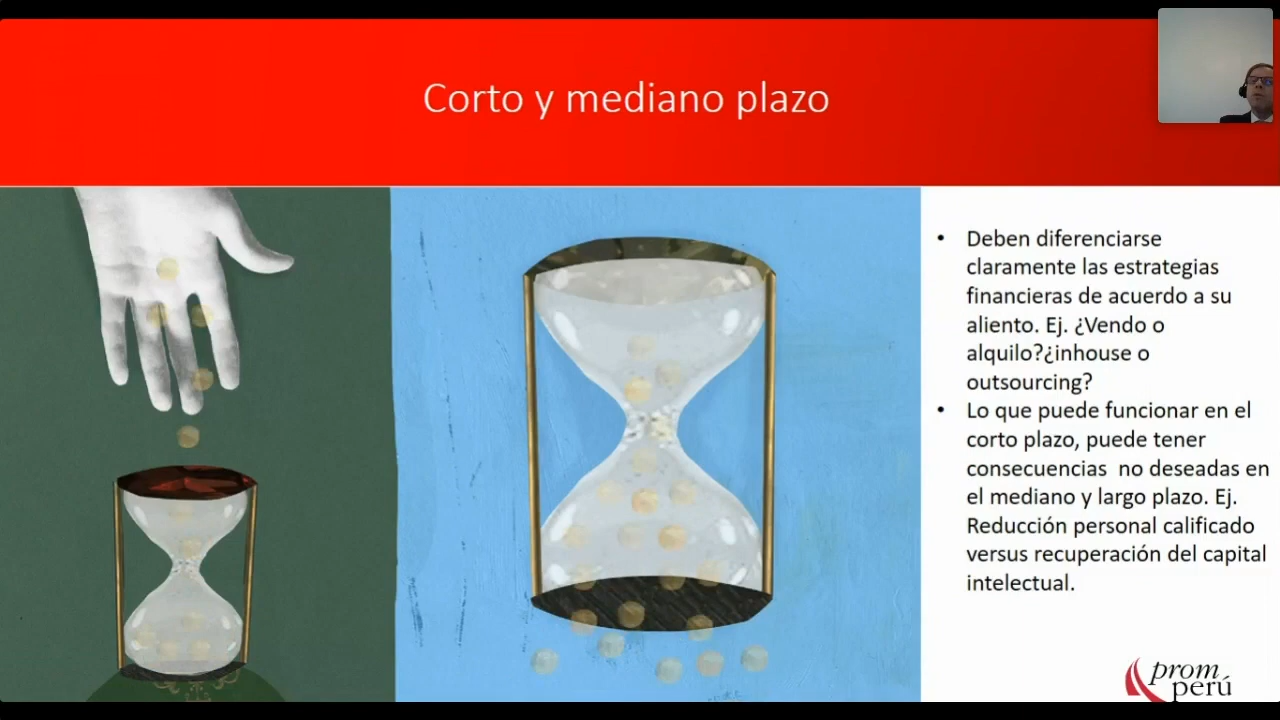 Corto y mediano plazo
• Deben diferenciarse
claramente las estrategias
financieras de acuerdo a su
aliento. Ej. ¿Vendo o
alquilo?¿inhouse o
outsourcing?
• Lo que puede funcionar en el
corto plazo, puede tener
consecuencias  no deseadas en
el mediano y largo plazo. Ej.
Reducción personal calificado
versus recuperación del capital
intelectual.
prom
perú